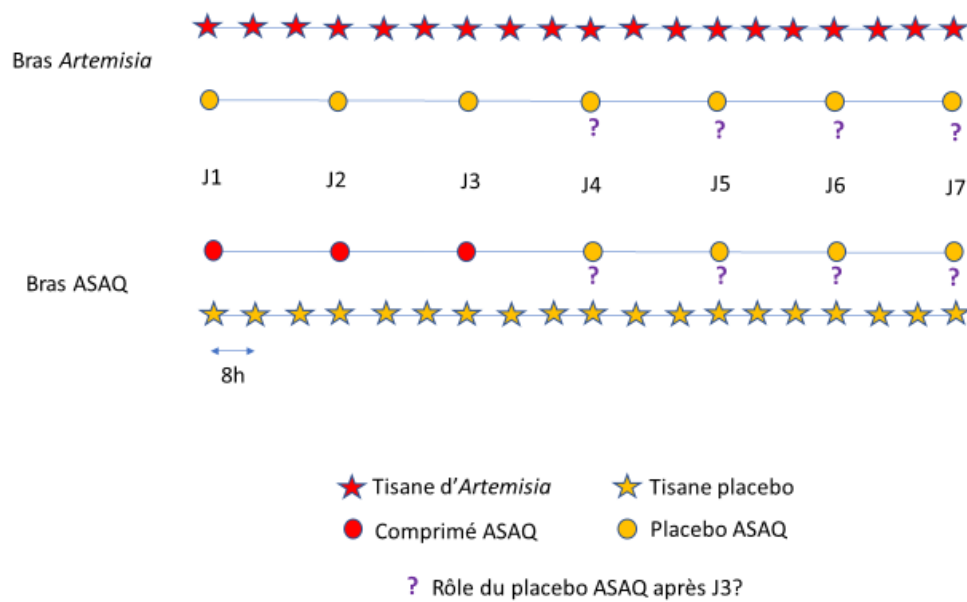 Bras Artemisia
? ? ? ?
J1 J2 J3 J4 J5 J6 J7
Bras ASAQ
? ? ? ?
8h
Tisane d'Artemisia Tisane placebo
Comprimé ASAQ Placebo ASAQ
? Rôle du placebo ASAQ après J3?